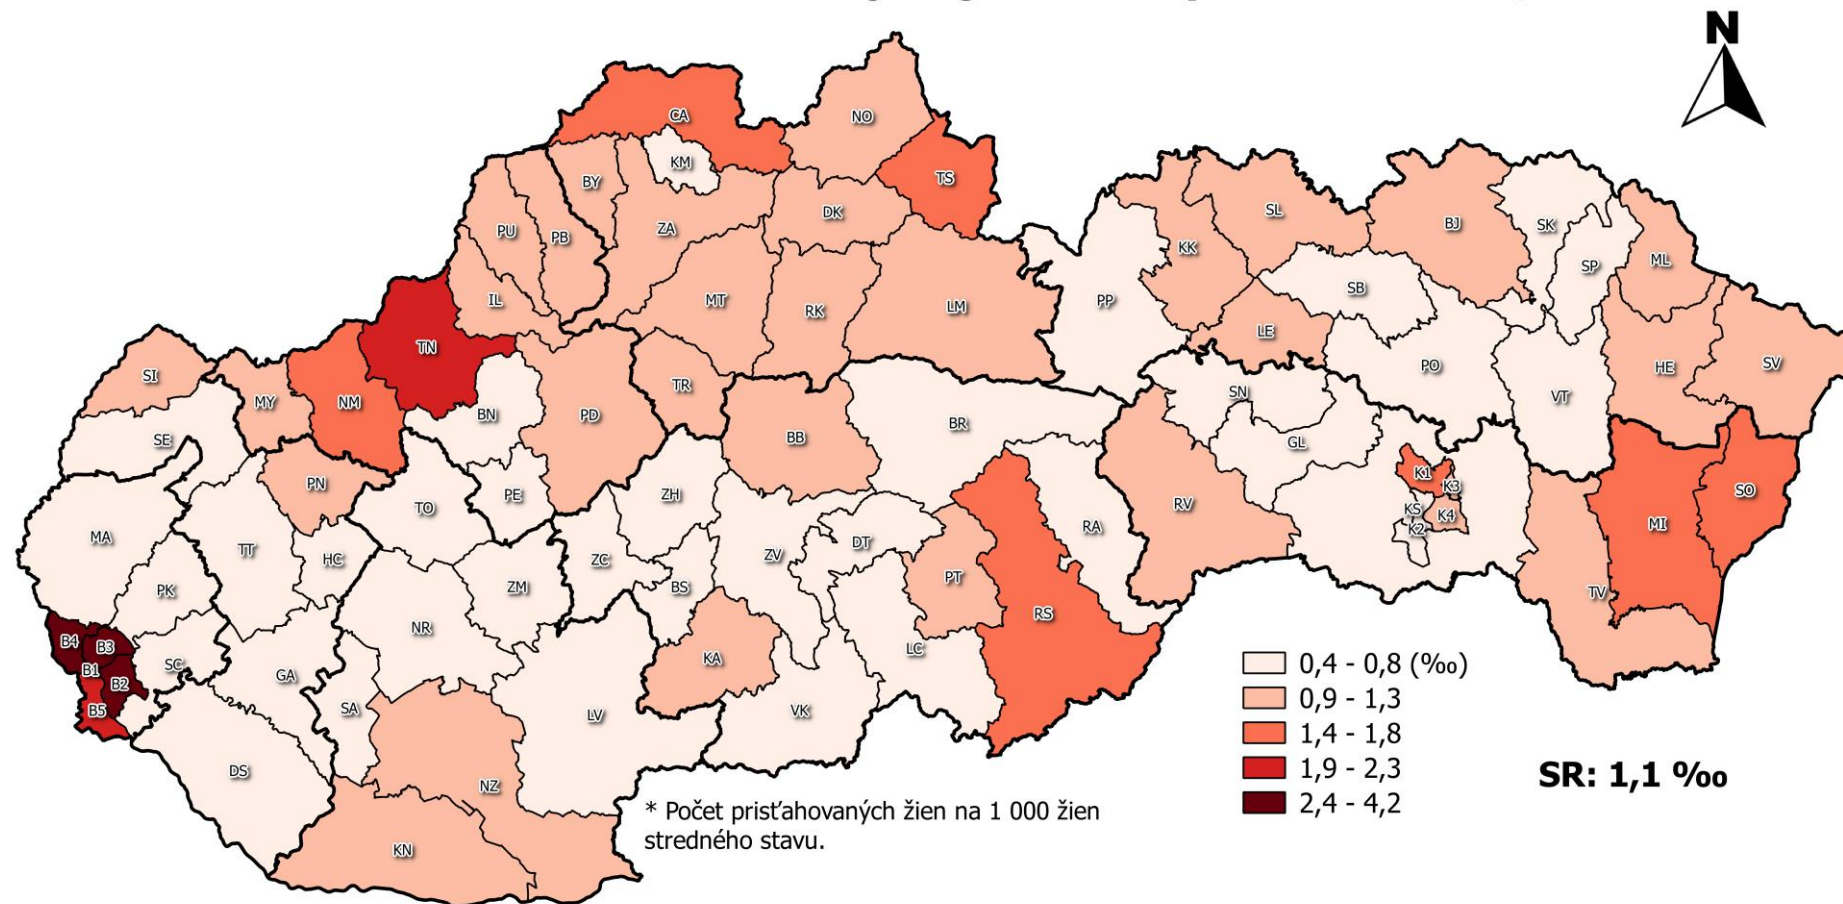 N
CA
NO
KM
TS
BY
DK
PU
PB
ZA
SL
BJ
SK
KK
SP
ML
IL
MT
RK
LM
PP
SB
LE
TN
PO
HE
SV
SI
MY
NM
BN
PD
TR
SN
VT
SE
BB
BR
GL
PN
TO
PE
ZH
RV
K1
K3
SO
MA
TT
HC
ZC
DT
ZV
RA
KS
K4
K2
MI
PK
ZM
BS
PT
TV
NR
RS
B4
B3
B1
B2
SC
GA
KA
LC
B5
SA
LV
VK
DS
NZ
KN
0,4 - 0,8 (‰)
0,9 - 1,3
1,4 - 1,8
1,9 - 2,3
2,4 - 4,2
SR: 1,1 ‰
* Počet prisťahovaných žien na 1 000 žien
stredného stavu.